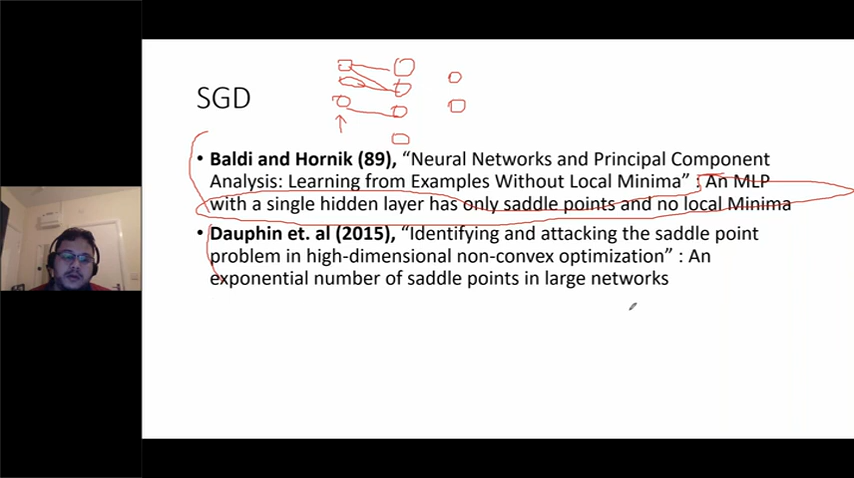 SGD
• Baldi and Hornik (89), “Neural Networks and Principal Component
Analysis: Learning from Examples Without Local Minima” : An MLP
with a single hidden layer has only saddle points and no local Minima
• Dauphin et. al (2015), “Identifying and attacking the saddle point
problem in high-dimensional non-convex optimization” : An
exponential number of saddle points in large networks